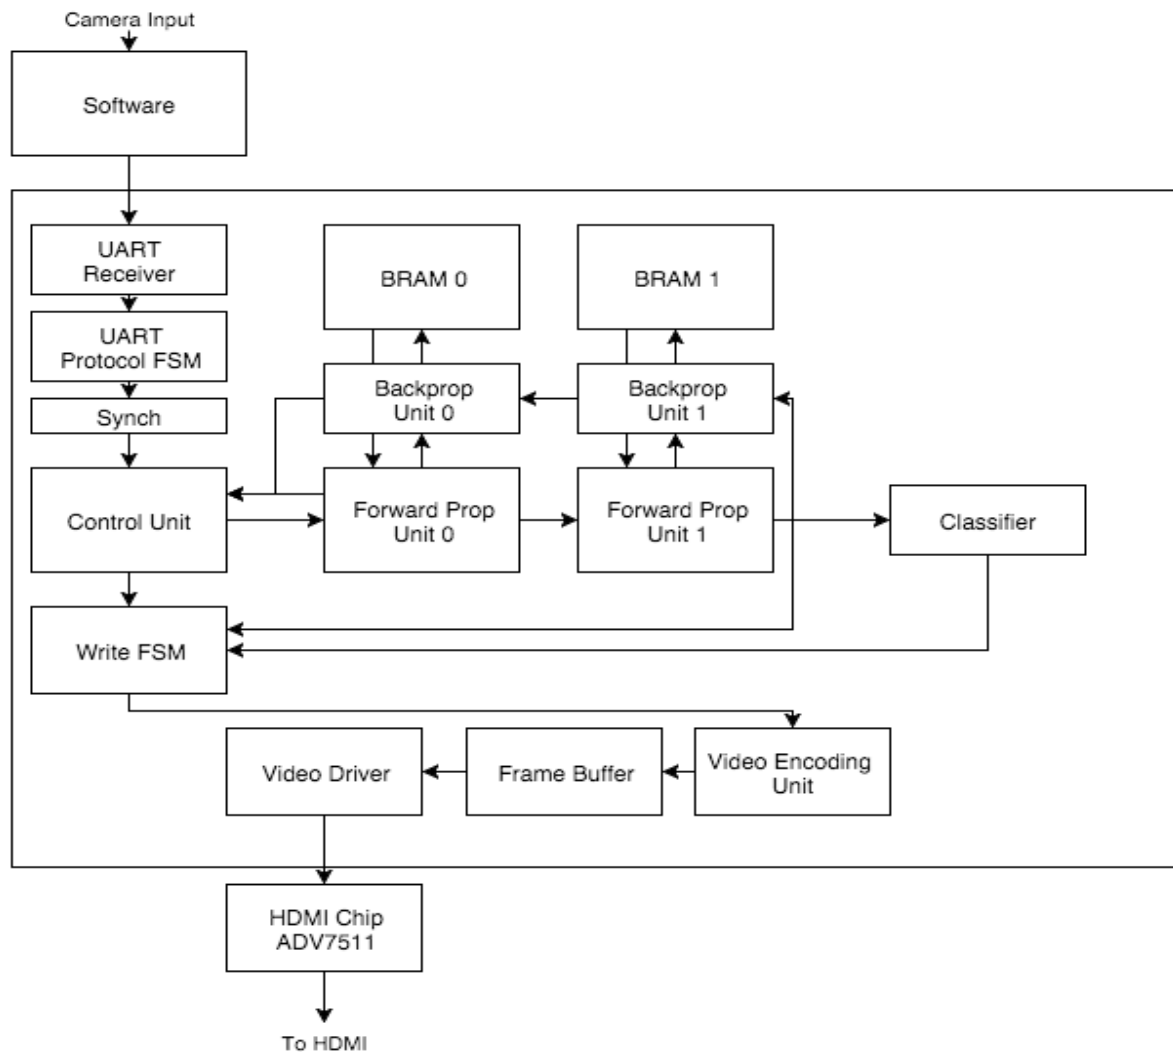 Camera Input
Software
UART
Receiver
BRAM 0
BRAM 1
UART
Protocol FSM
Backprop
Unit 0
Backprop
Unit 1
Synch
Control Unit
Forward Prop
Unit 0
Forward Prop
Unit 1
Classifier
Write FSM
Video Driver
Frame Buffer
Video Encoding
Unit
HDMI Chip
ADV7511
To HDMI